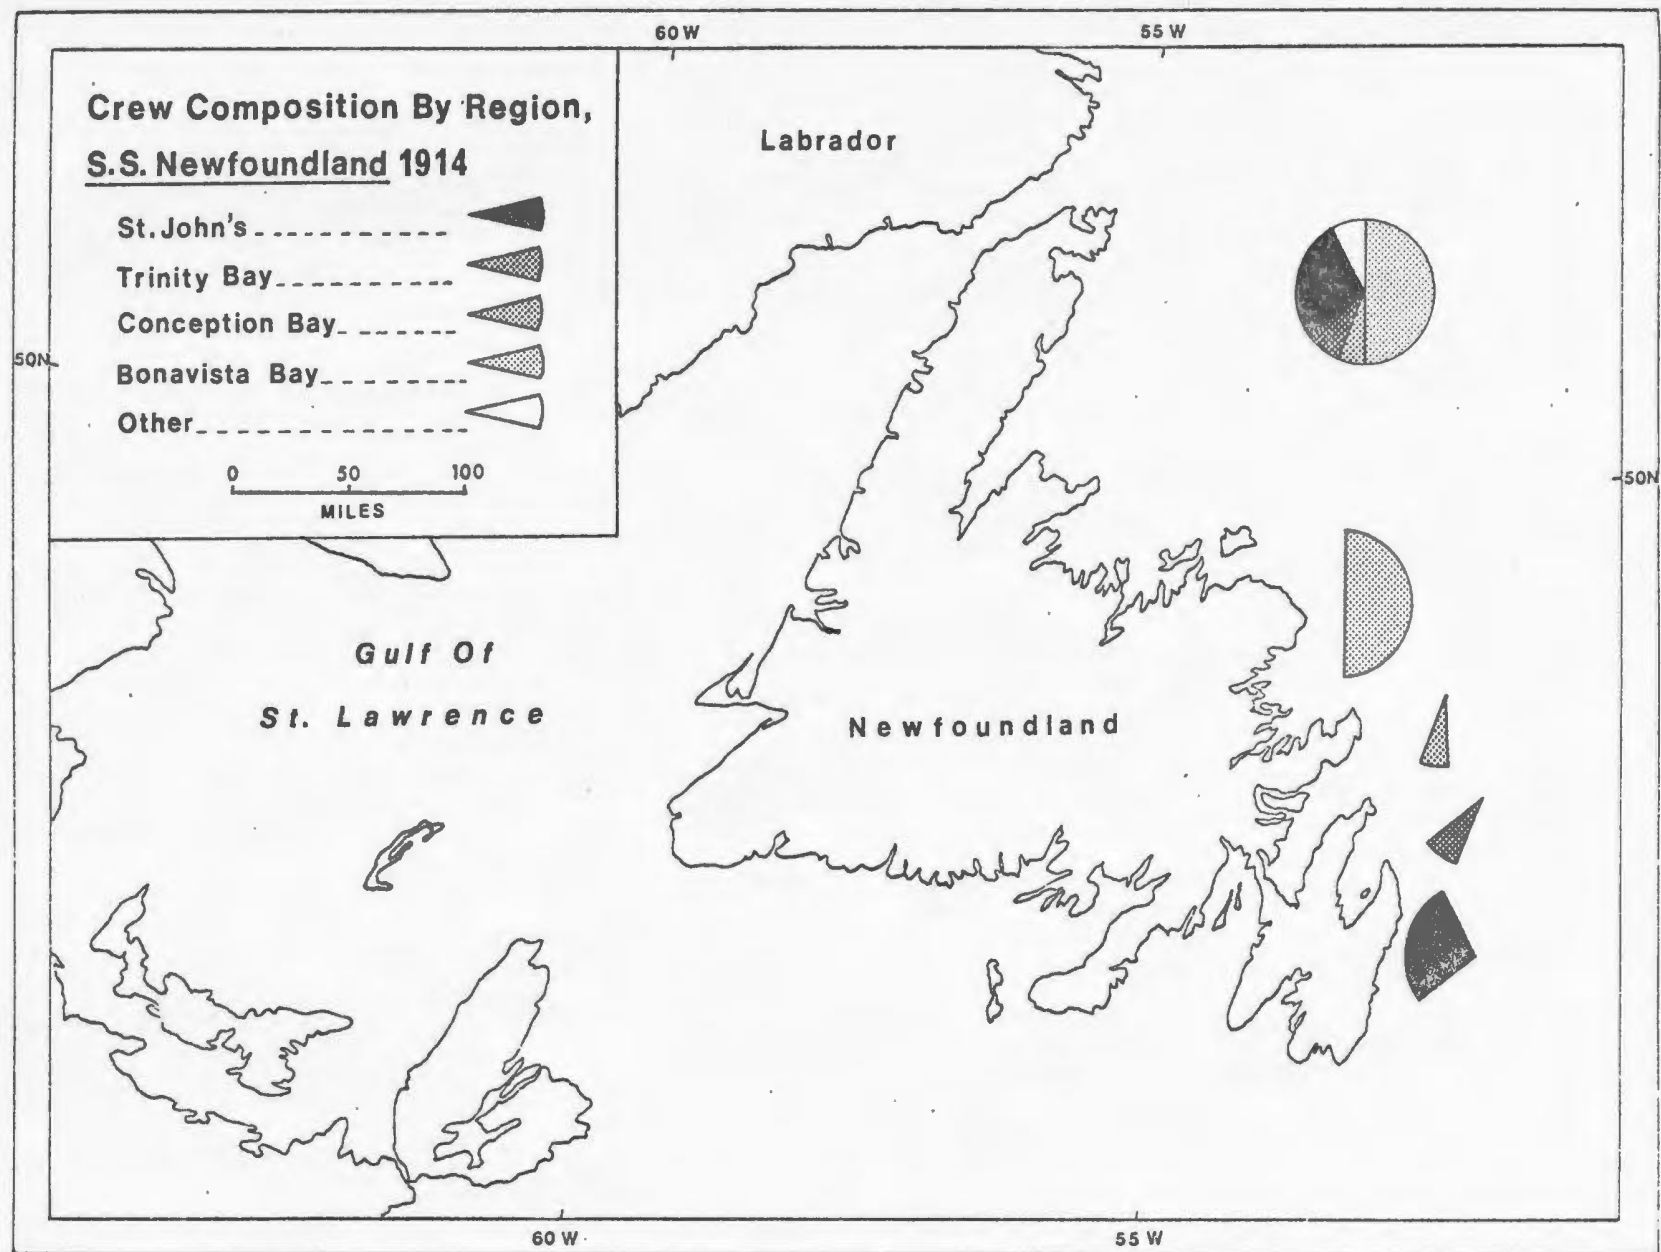 60 W
55 W
Crew Composition By Region,
S.S. Newfoundland 1914
St. John's
Trinity Bay
Conception Bay
Bonavista Bay
Other
0 50 100
MILES
Labrador
50N
50N
Gulf Of
St. Lawrence
Newfoundland
60 W
55 W